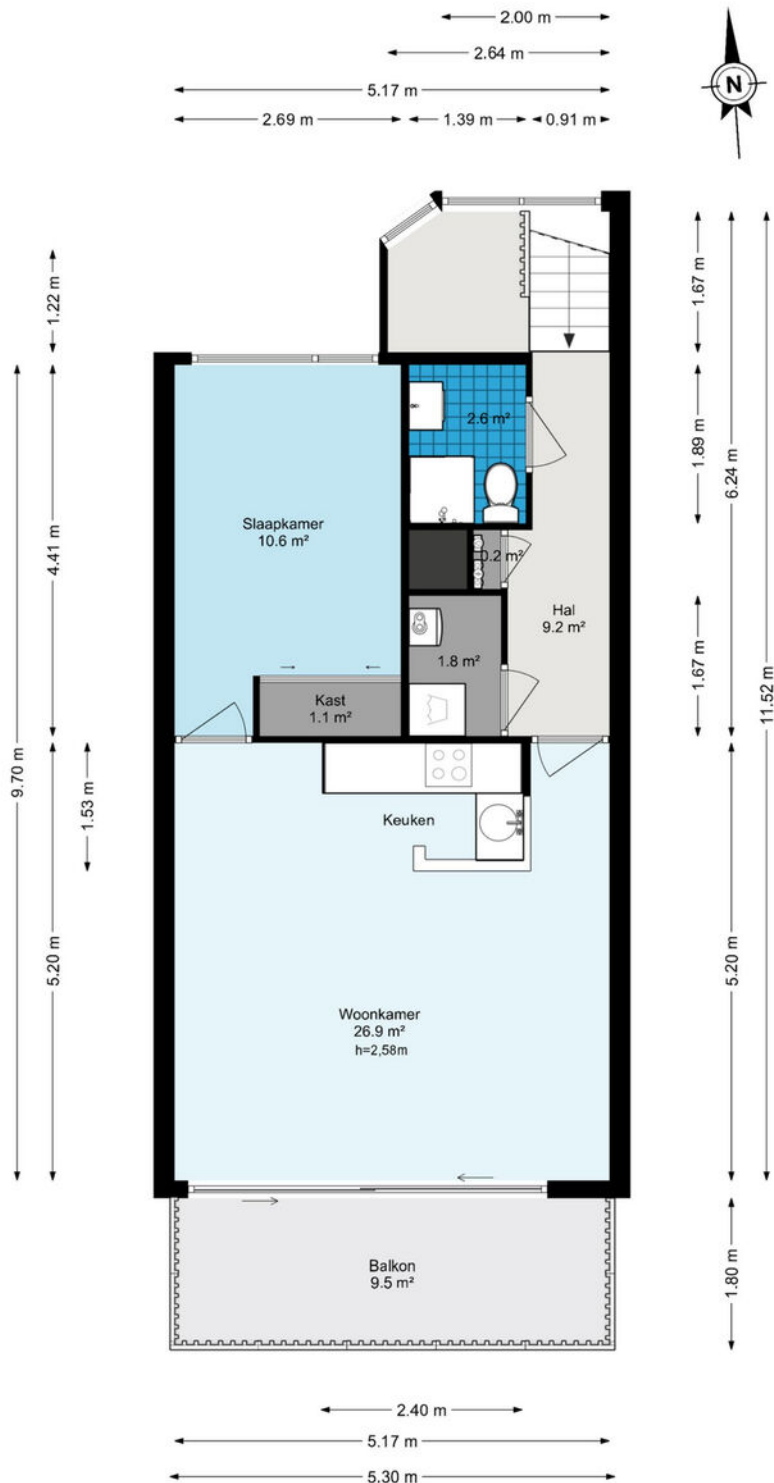 2.00 m
2.64 m
5.17 m
2.69 m
1.39 m
0.91 m
N
1.22 m
1.67 m
2.6 m²
1.89 m
6.24 m
Slaapkamer
10.6 m²
4.41 m
0.2 m²
Hal
9.2 m²
1.8 m²
1.67 m
11.52 m
Kast
1.1 m²
9.70 m
1.53 m
Keuken
5.20 m
5.20 m
Woonkamer
26.9 m²
h=2,58m
Balkon
9.5 m²
1.80 m
2.40 m
5.17 m
5.30 m